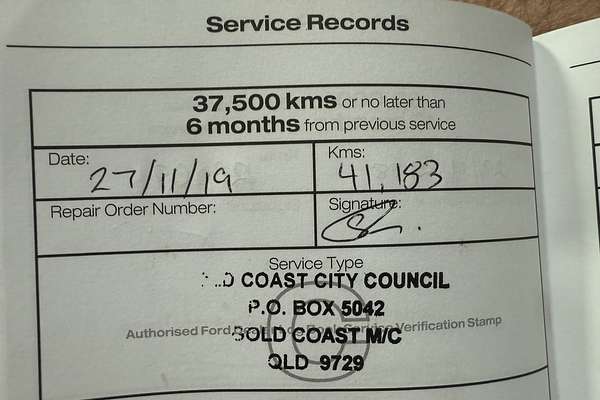 Service Records
37,500 kms or no later than
6 months from previous service
Date: 27/11/19
Kms: 41,183
Repair Order Number:
Signature:
Service Type
COAST CITY COUNCIL
P.O. BOX 5042
Authorised Ford Verification Stamp
GOLD COAST M/C
QLD 9729